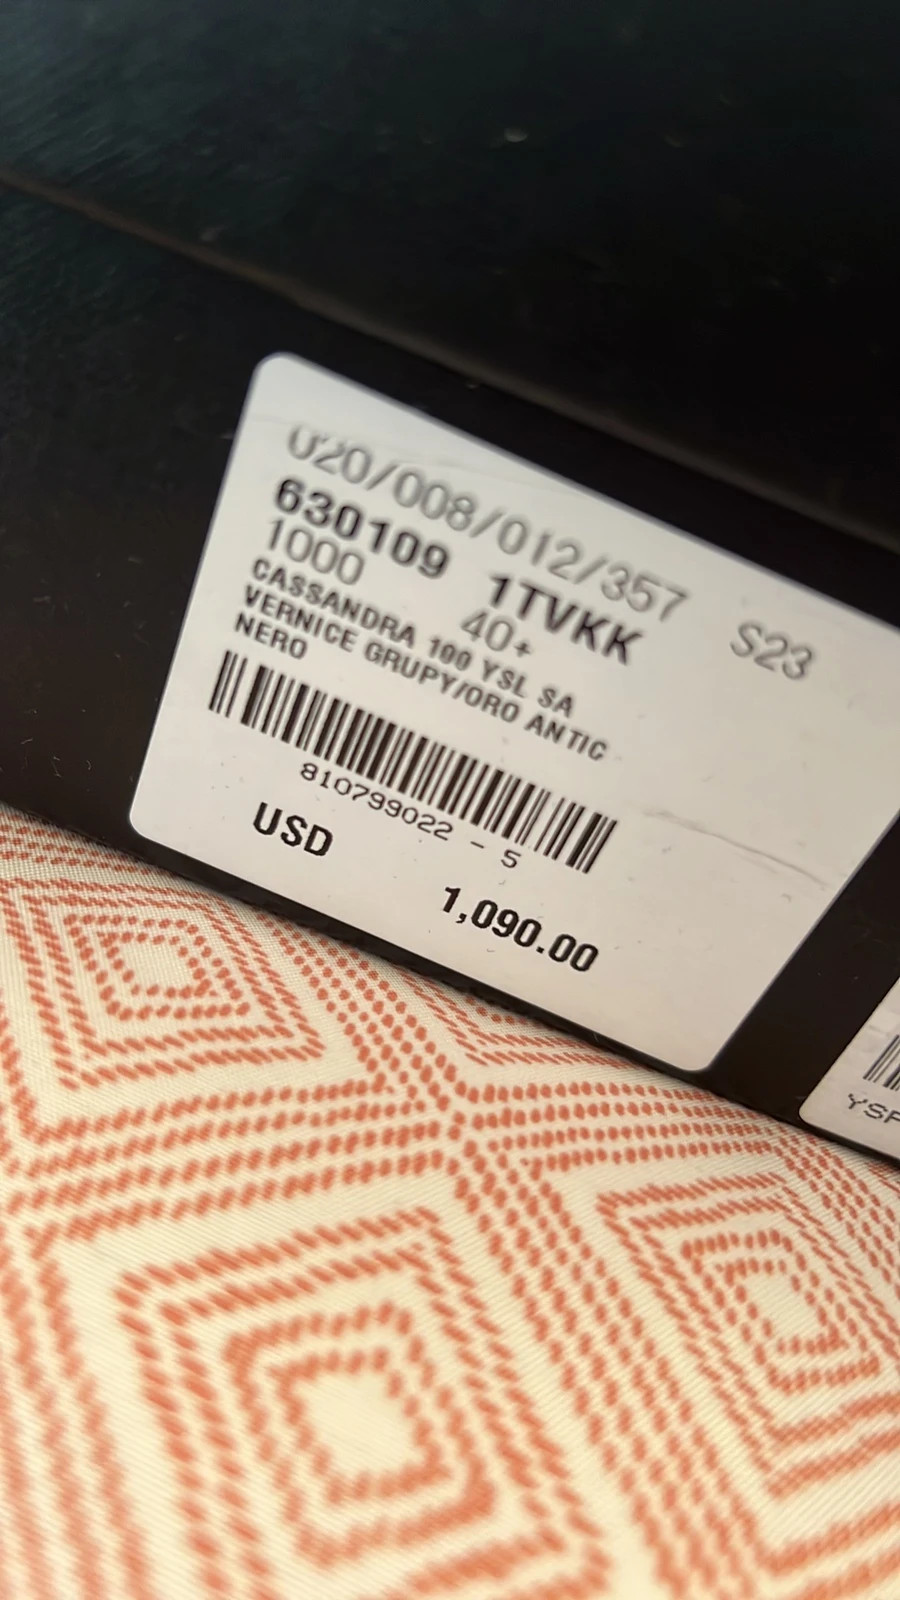 020/008/012/357 S23
630109 1TVKK
1000 40+
CASSANDRA 100 YSL SA
VERNICE GRUPY/ORO ANTIC
NERO
810799022 - 5
USD 1,090.00